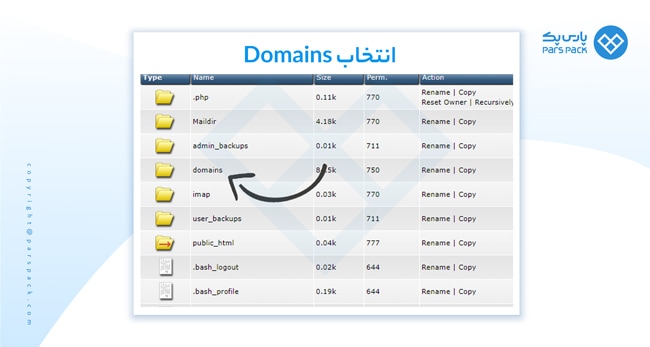 پارس پک
PARS PACK
انتخاب Domains
Type Name Size Perm. Action
.php 0.11k 770 Rename | Copy
Reset Owner | Recursively
Maildir 4.18k 770 Rename | Copy
admin_backups 0.01k 711 Rename | Copy
domains 750 Rename | Copy
imap 0.03k 770 Rename | Copy
user_backups 0.01k 711 Rename | Copy
public_html 0.04k 777 Rename | Copy
.bash_logout 0.02k 644 Rename | Copy
.bash_profile 0.19k 644 Rename | Copy
copyright@parspack.com